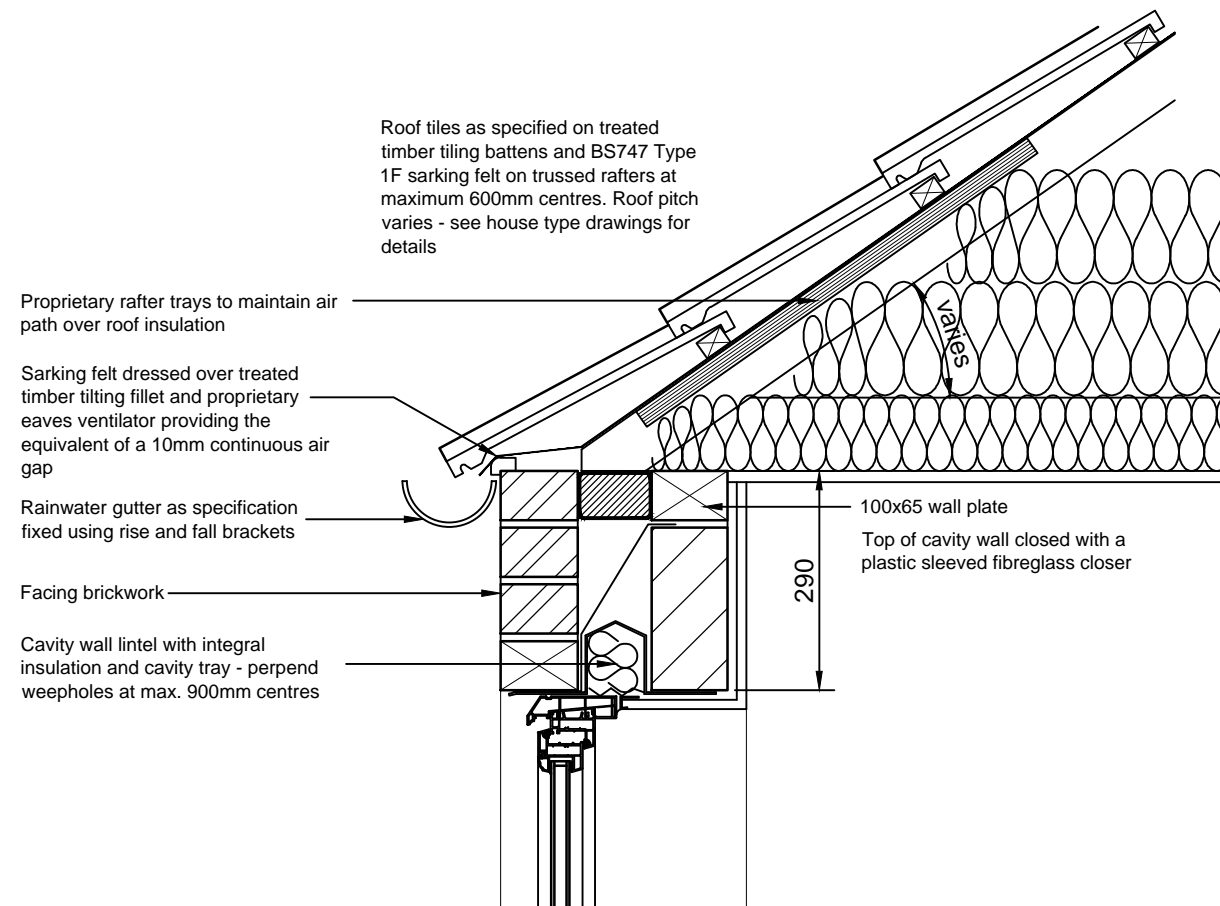 Roof tiles as specified on treated
timber tiling battens and BS747 Type
1F sarking felt on trussed rafters at
maximum 600mm centres. Roof pitch
varies - see house type drawings for
details
Proprietary rafter trays to maintain air
path over roof insulation
varies
Sarking felt dressed over treated
timber tilting fillet and proprietary
eaves ventilator providing the
equivalent of a 10mm continuous air
gap
Rainwater gutter as specification
fixed using rise and fall brackets
100x65 wall plate
Top of cavity wall closed with a
plastic sleeved fibreglass closer
290
Facing brickwork
Cavity wall lintel with integral
insulation and cavity tray - perpend
weepholes at max. 900mm centres